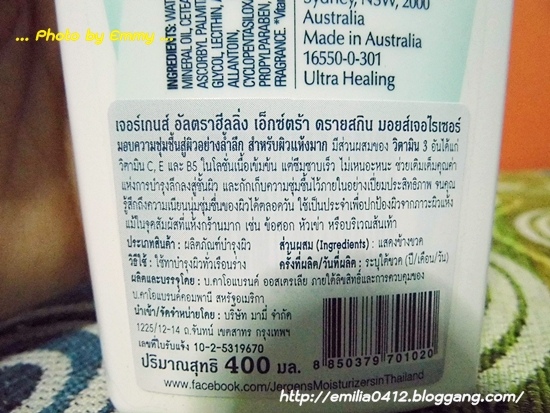 ... Photo by Emmy ...
INGREDIENTS: WAT
MINERAL OIL, CETEA
ASCORBYL PALMIT
GLYCOL, LECITHIN, A
ALLANTOIN,
CYCLOPENTASILOX
PROPYLPARABEN,
FRAGRANCE. *Vitam
Sydney, NSW, 2000
Australia
Made in Australia
16550-0-301
Ultra Healing
เจอร์เกนส์ อัลตราฮีลลิ่ง เอ็กซ์ตร้า ดรายสกิน มอยส์เจอไรเซอร์
มอบความชุ่มชื้นสู่ผิวอย่างล้ำลึก สำหรับผิวแห้งมาก มีส่วนผสมของ วิตามิน 3 อันได้แก่
วิตามิน C, E และ B5 ในโลชั่นเนื้อเข้มข้น แต่ซึมซาบเร็ว ไม่เหนอะหนะ ช่วยเติมเต็มคุณค่า
แห่งการบำรุงลึกลงสู่ชั้นผิว และกักเก็บความชุ่มชื้นไว้ภายในอย่างเปี่ยมประสิทธิภาพ จนคุณ
รู้สึกถึงความเนียนนุ่มชุ่มชื้นของผิวได้ตลอดวัน ใช้เป็นประจำเพื่อปกป้องผิวจากภาวะผิวแห้ง
แม้ในจุดสัมผัสที่แห้งกร้านมาก เช่น ข้อศอก หัวเข่า หรือบริเวณส้นเท้า
ประเภทสินค้า : ผลิตภัณฑ์บำรุงผิว ส่วนผสม (Ingredients) : แสดงข้างขวด
วิธีใช้ : ใช้ทาบำรุงผิวทั่วเรือนร่าง ครั้งที่ผลิต/วันที่ผลิต : ระบุใต้ขวด (ปี/เดือน/วัน)
ผลิตและบรรจุโดย : บ.คาโอแบรนด์ ออสเตรเลีย ภายใต้ลิขสิทธิ์และการควบคุมของ
บ.คาโอแบรนด์คอมพานี สหรัฐอเมริกา
นำเข้า/จัดจำหน่ายโดย : บริษัท มามี่ จำกัด
1225/12-14 ถ.จันทน์ เขตสาทร กรุงเทพฯ
เลขที่ใบรับแจ้ง 10-2-5319670
ปริมาณสุทธิ 400 มล.
8 850379 701020
www.facebook.com/JergensMoisturizersinThailand
http://emilia0412.bloggang.com/